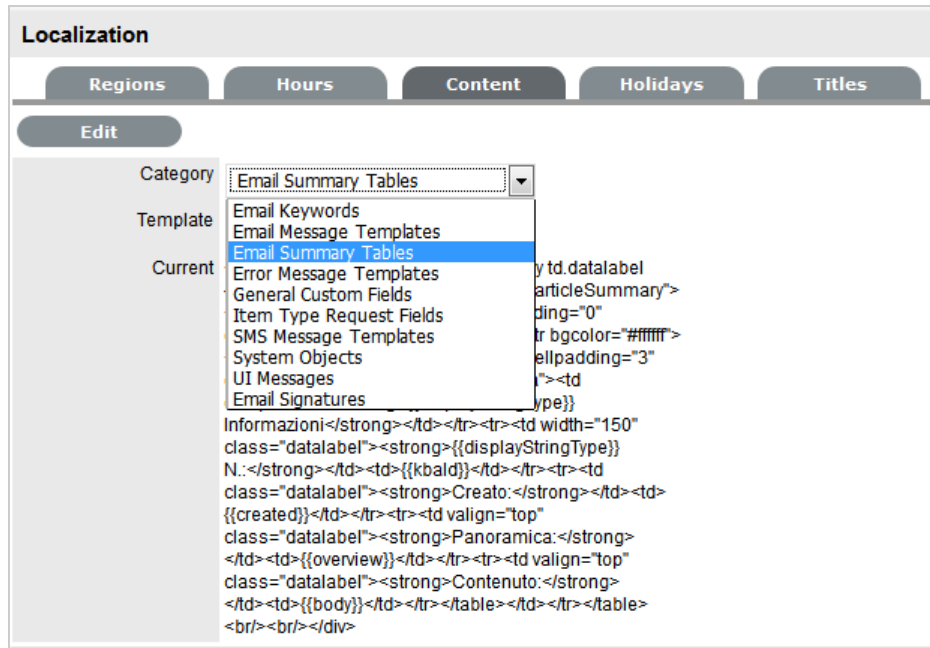 Localization
Regions Hours Content Holidays Titles
Edit
Category Email Summary Tables
Template
Current
Email Keywords
Email Message Templates
Email Summary Tables
Error Message Templates
General Custom Fields
Item Type Request Fields
SMS Message Templates
System Objects
UI Messages
Email Signatures
y td.datalabel
articleSummary">
ding="0"
tr bgcolor="#ffffff">
ellpadding="3"
"><td
ype}}
Informazioni</strong></td></tr><tr><td width="150"
class="datalabel"><strong>{{displayStringType}}
N.:</strong></td><td>{{kbaId}}</td></tr><tr><td
class="datalabel"><strong>Creato:</strong></td><td>
{{created}}</td></tr><tr><td valign="top"
class="datalabel"><strong>Panoramica:</strong>
</td><td>{{overview}}</td></tr><tr><td valign="top"
class="datalabel"><strong>Contenuto:</strong>
</td><td>{{body}}</td></tr></table></td></tr></table>
<br/><br/></div>